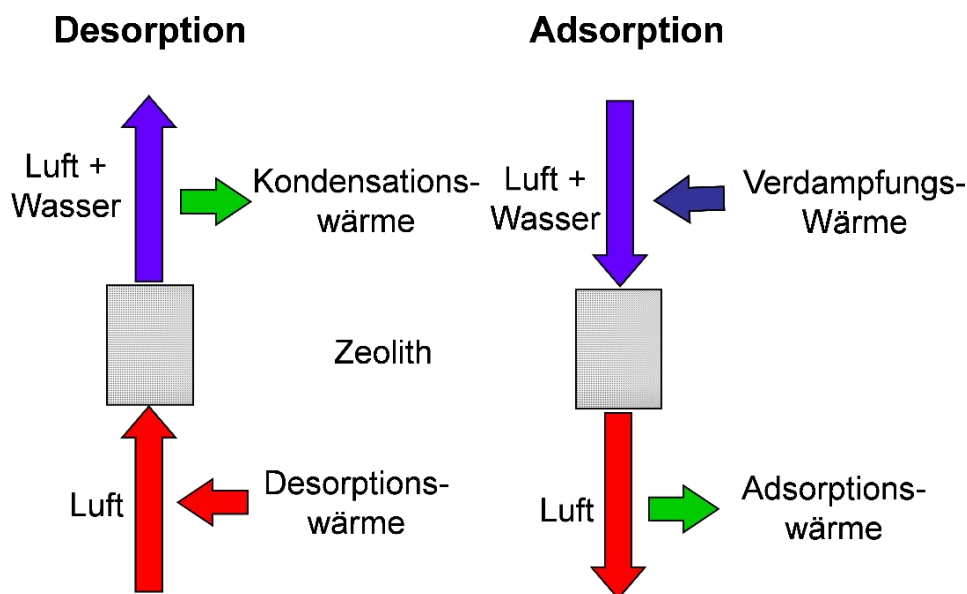 Desorption
Adsorption
Luft +
Wasser
Kondensations-
wärme
Luft +
Wasser
Verdampfungs-
Wärme
Zeolith
Luft
Desorptions-
wärme
Luft
Adsorptions-
wärme